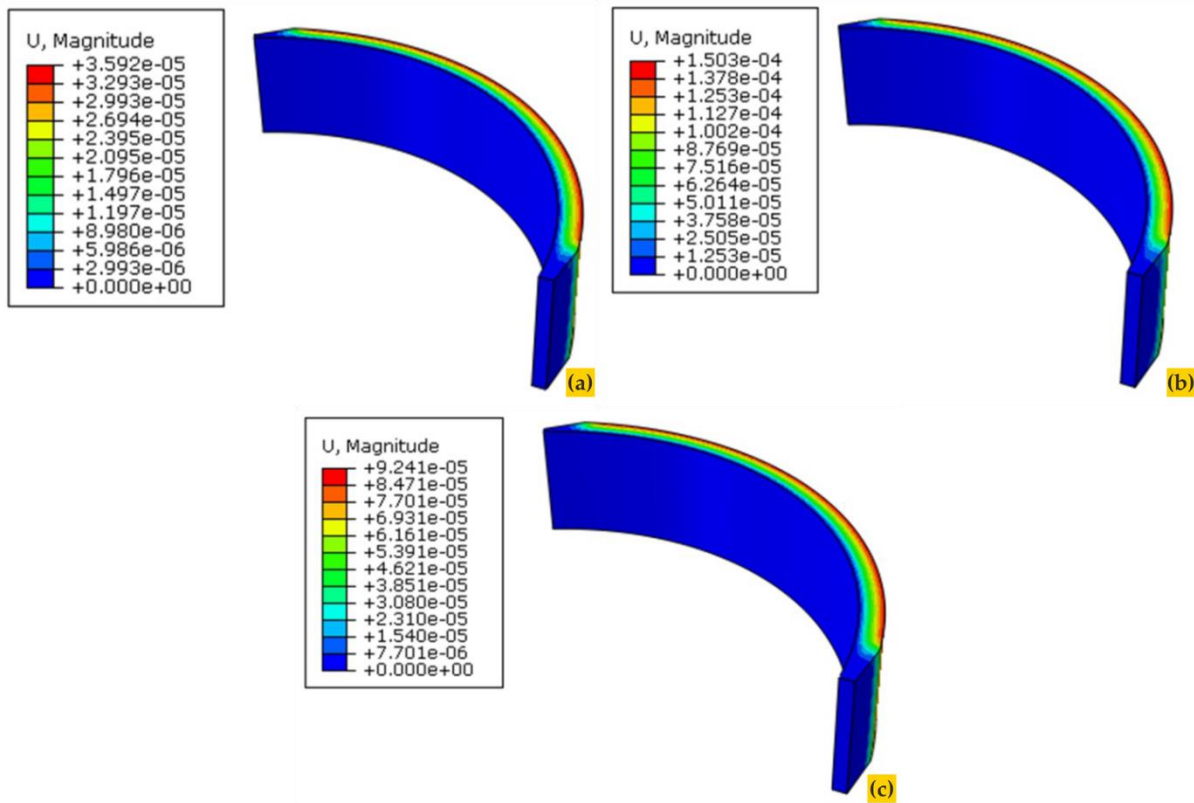 U, Magnitude
+3.592e-05
+3.293e-05
+2.993e-05
+2.694e-05
+2.395e-05
+2.095e-05
+1.796e-05
+1.497e-05
+1.197e-05
+8.980e-06
+5.986e-06
+2.993e-06
+0.000e+00
(a)
U, Magnitude
+1.503e-04
+1.378e-04
+1.253e-04
+1.127e-04
+1.002e-04
+8.769e-05
+7.516e-05
+6.264e-05
+5.011e-05
+3.758e-05
+2.505e-05
+1.253e-05
+0.000e+00
(b)
U, Magnitude
+9.241e-05
+8.471e-05
+7.701e-05
+6.931e-05
+6.161e-05
+5.391e-05
+4.621e-05
+3.851e-05
+3.080e-05
+2.310e-05
+1.540e-05
+7.701e-06
+0.000e+00
(c)